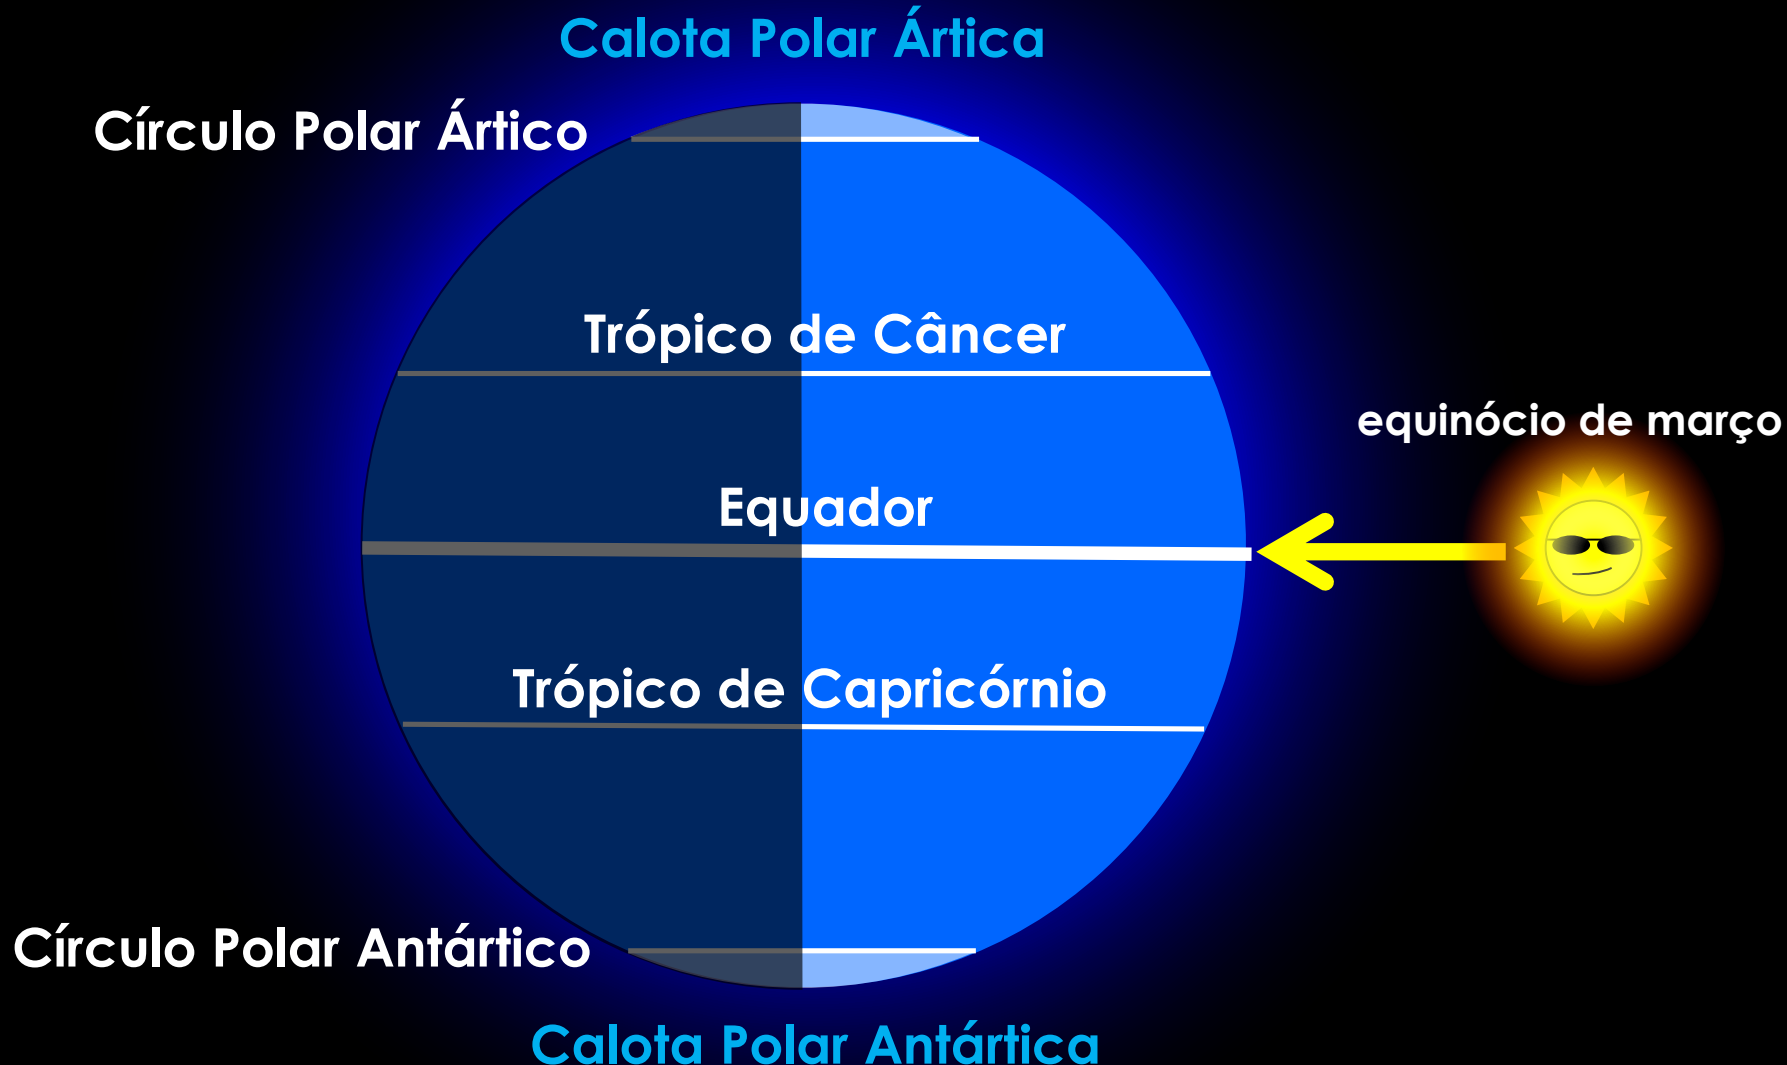 Calota Polar Ártica
Círculo Polar Ártico
Trópico de Câncer
equinócio de março
Equador
Trópico de Capricórnio
Círculo Polar Antártico
Calota Polar Antártica